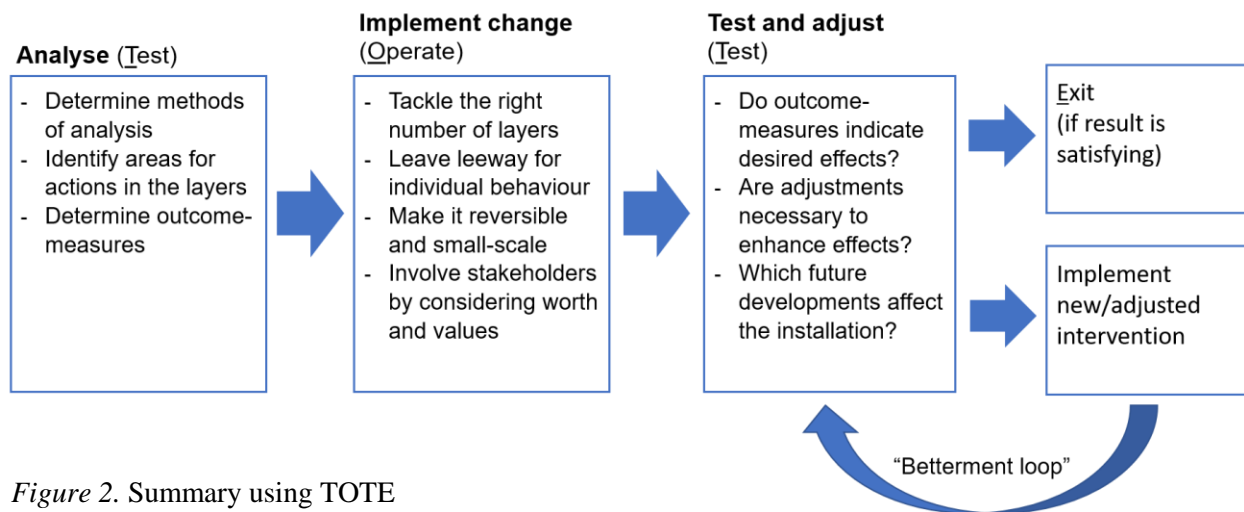 Analyse (Test)
- Determine methods
of analysis
- Identify areas for
actions in the layers
- Determine outcome-
measures
Implement change
(Operate)
- Tackle the right
number of layers
- Leave leeway for
individual behaviour
- Make it reversible
and small-scale
- Involve stakeholders
by considering worth
and values
Test and adjust
(Test)
- Do outcome-
measures indicate
desired effects?
- Are adjustments
necessary to
enhance effects?
- Which future
developments affect
the installation?
Exit
(if result is
satisfying)
Implement
new/adjusted
intervention
“Betterment loop”
Figure 2. Summary using TOTE